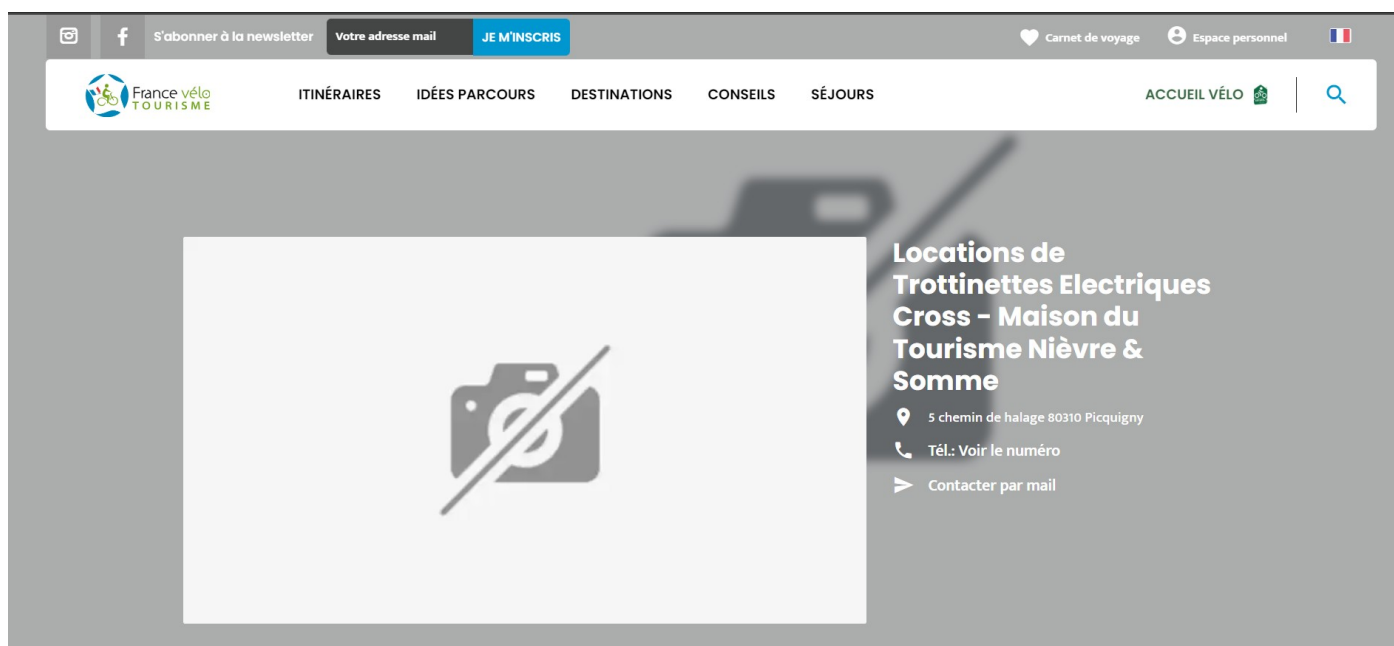 S'abonner à la newsletter Votre adresse mail JE M'INSCRIS Carnet de voyage Espace personnel
France vélo
TOURISME
ITINÉRAIRES IDÉES PARCOURS DESTINATIONS CONSEILS SÉJOURS ACCUEIL VÉLO
Locations de
Trottinettes Electriques
Cross - Maison du
Tourisme Nièvre &
Somme
5 chemin de halage 80310 Picquigny
Tél.: Voir le numéro
Contacter par mail